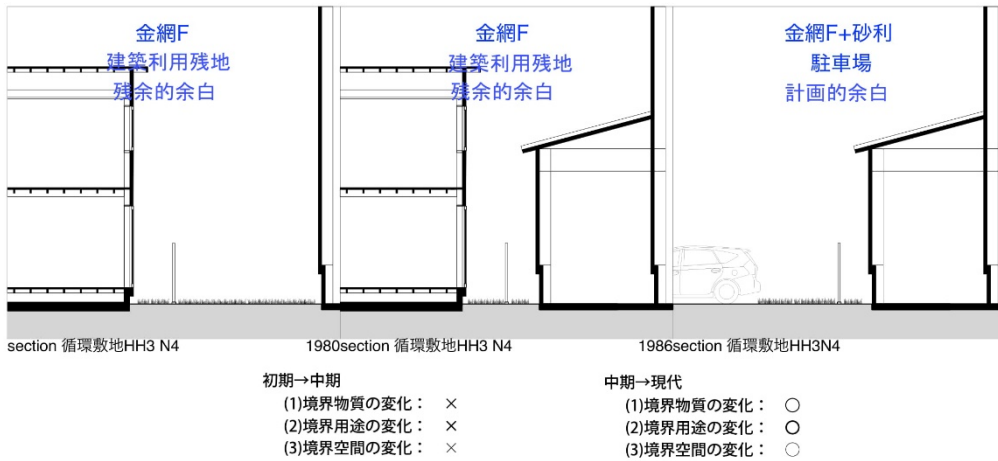 金網F
建築利用残地
残余的余白
金網F
建築利用残地
残余的余白
金網F+砂利
駐車場
計画的余白
section 循環敷地HH3 N4
1980section 循環敷地HH3 N4
1986section 循環敷地HH3N4
初期→中期
(1)境界物質の変化： ×
(2)境界用途の変化： ×
(3)境界空間の変化： ×
中期→現代
(1)境界物質の変化： ○
(2)境界用途の変化： ○
(3)境界空間の変化： ○